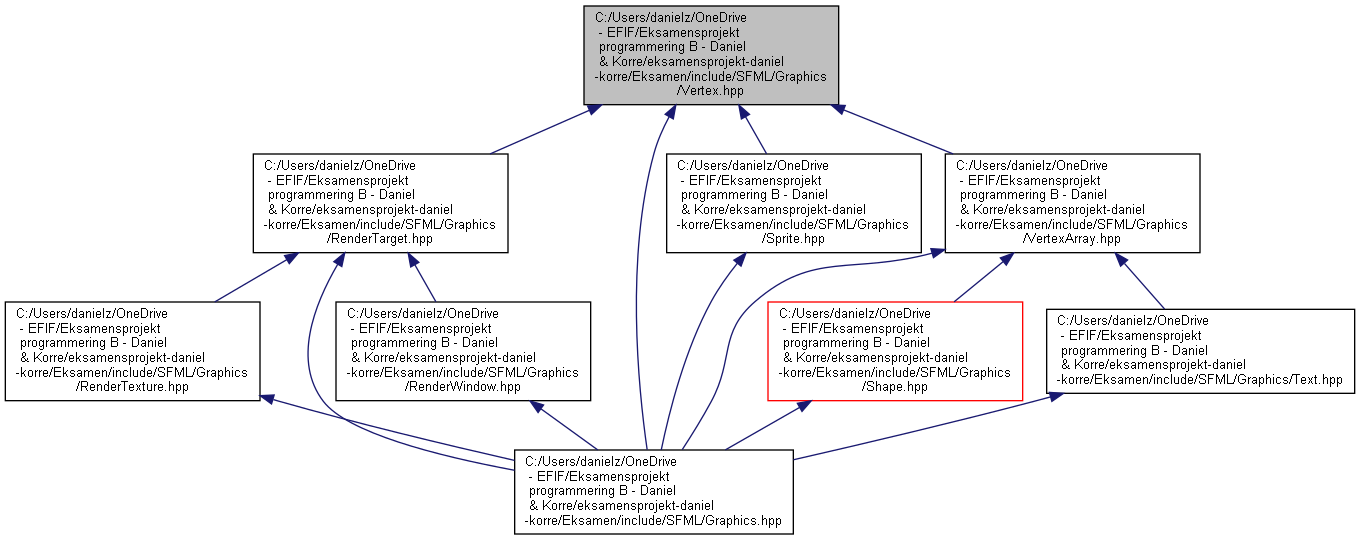 C:/Users/danielz/OneDrive
- EFIF/Eksamensprojekt
programmering B - Daniel
& Korre/eksamensprojekt-daniel
-korre/Eksamen/include/SFML/Graphics
/Vertex.hpp
C:/Users/danielz/OneDrive
- EFIF/Eksamensprojekt
programmering B - Daniel
& Korre/eksamensprojekt-daniel
-korre/Eksamen/include/SFML/Graphics
/RenderTarget.hpp
C:/Users/danielz/OneDrive
- EFIF/Eksamensprojekt
programmering B - Daniel
& Korre/eksamensprojekt-daniel
-korre/Eksamen/include/SFML/Graphics
/Sprite.hpp
C:/Users/danielz/OneDrive
- EFIF/Eksamensprojekt
programmering B - Daniel
& Korre/eksamensprojekt-daniel
-korre/Eksamen/include/SFML/Graphics
/VertexArray.hpp
C:/Users/danielz/OneDrive
- EFIF/Eksamensprojekt
programmering B - Daniel
& Korre/eksamensprojekt-daniel
-korre/Eksamen/include/SFML/Graphics
/RenderTexture.hpp
C:/Users/danielz/OneDrive
- EFIF/Eksamensprojekt
programmering B - Daniel
& Korre/eksamensprojekt-daniel
-korre/Eksamen/include/SFML/Graphics
/RenderWindow.hpp
C:/Users/danielz/OneDrive
- EFIF/Eksamensprojekt
programmering B - Daniel
& Korre/eksamensprojekt-daniel
-korre/Eksamen/include/SFML/Graphics
/Shape.hpp
C:/Users/danielz/OneDrive
- EFIF/Eksamensprojekt
programmering B - Daniel
& Korre/eksamensprojekt-daniel
-korre/Eksamen/include/SFML/Graphics/Text.hpp
C:/Users/danielz/OneDrive
- EFIF/Eksamensprojekt
programmering B - Daniel
& Korre/eksamensprojekt-daniel
-korre/Eksamen/include/SFML/Graphics.hpp